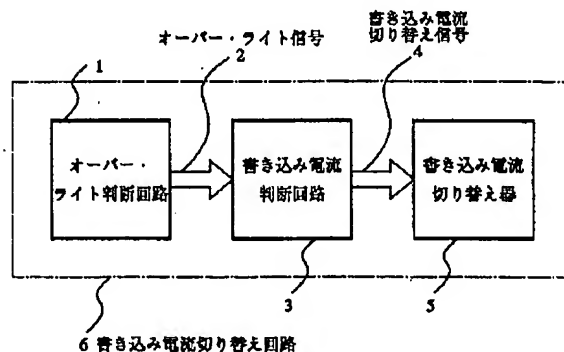 オーバー・ライト信号
2
書き込み電流
切り替え信号
4
1
オーバー・
ライト判断回路
書き込み電流
判断回路
書き込み電流
切り替え器
3
5
6 書き込み電流切り替え回路